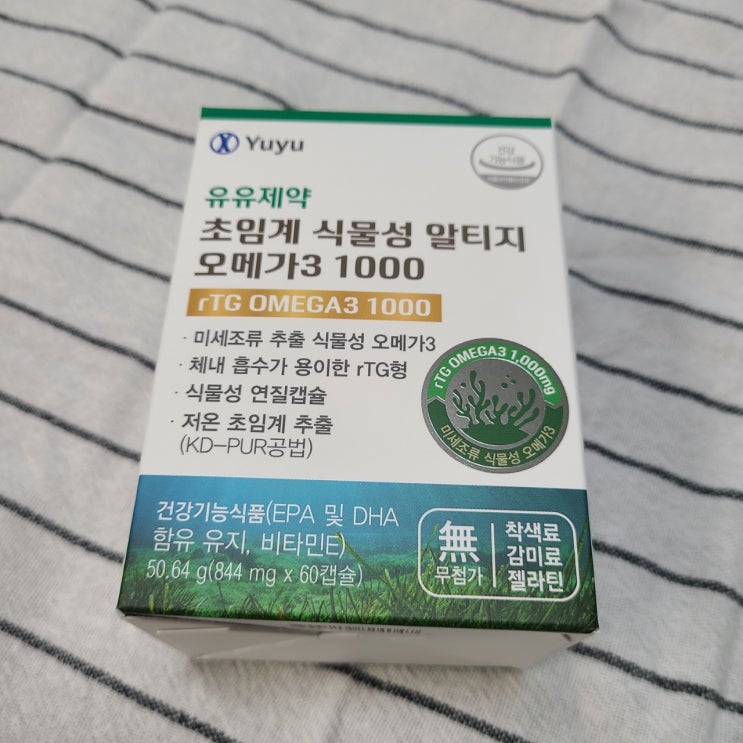 Yuyu
건강
기능식품
유유제약
초임계 식물성 알티지
오메가3 1000
rTG OMEGA3 1000
· 미세조류 추출 식물성 오메가3
· 체내 흡수가 용이한 rTG형
· 식물성 연질캡슐
· 저온 초임계 추출
(KD-PUR공법)
rTG OMEGA3 1,000mg
미세조류 식물성 오메가3
건강기능식품(EPA 및 DHA
함유 유지, 비타민E)
50.64 g(844 mg x 60캡슐)
無
무첨가
착색료
감미료
젤라틴